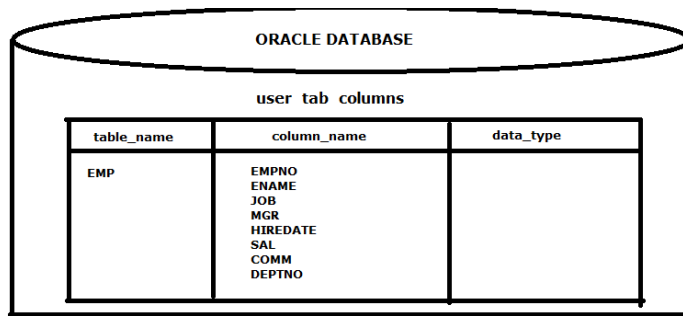 ORACLE DATABASE
user tab columns
table_name column_name data_type
EMP EMPNO
ENAME
JOB
MGR
HIREDATE
SAL
COMM
DEPTNO